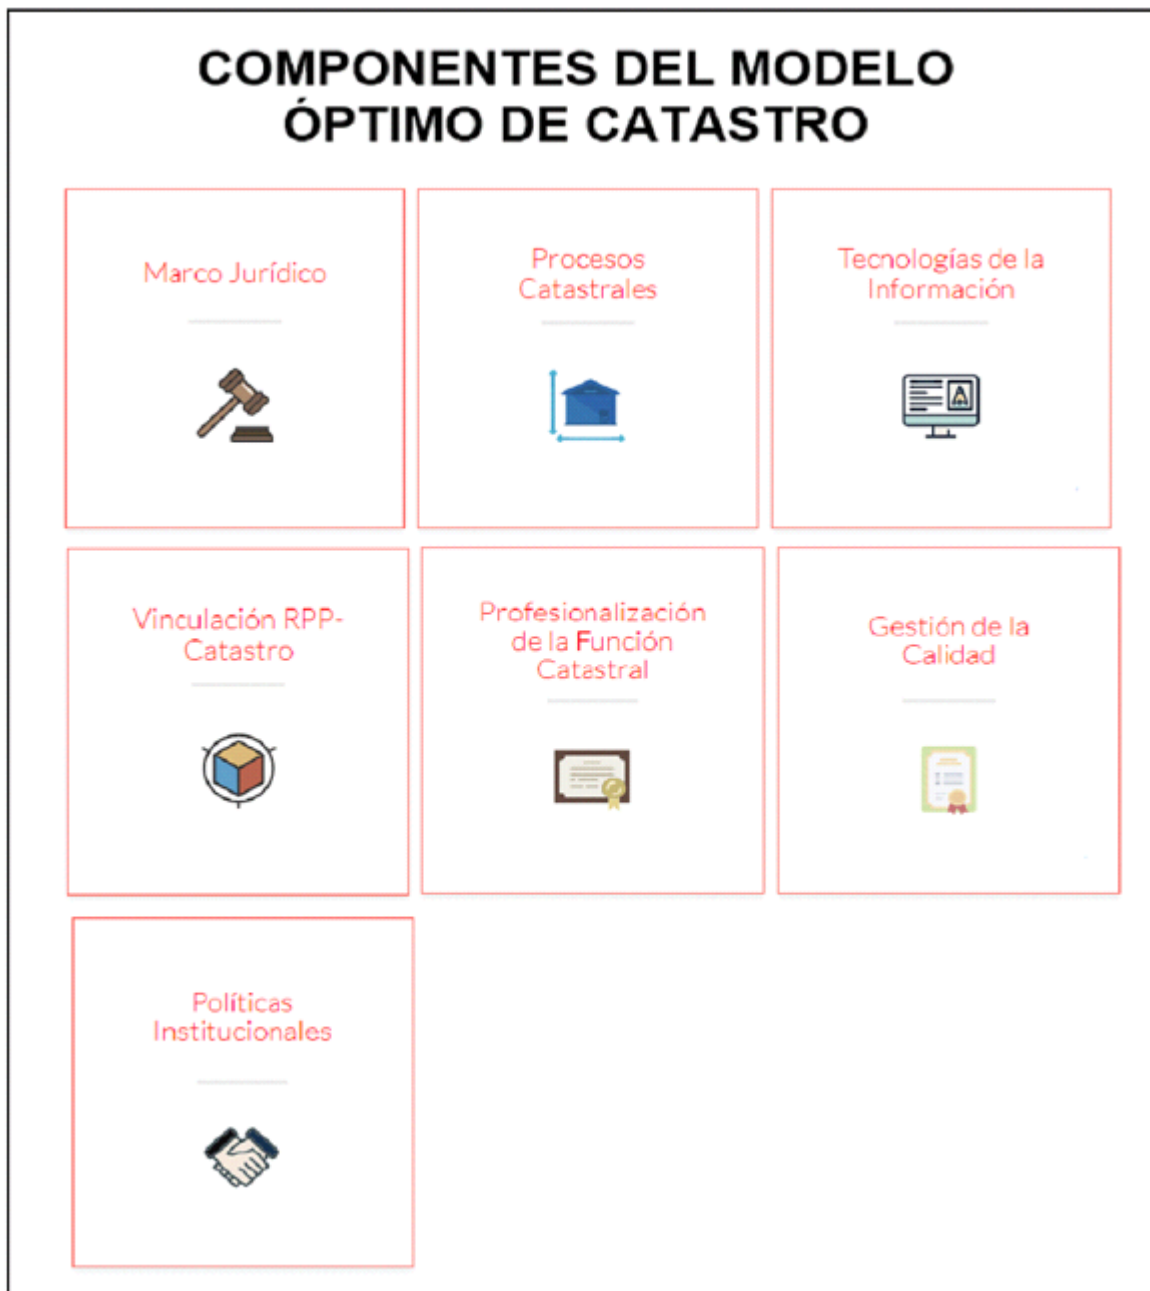 COMPONENTES DEL MODELO
ÓPTIMO DE CATASTRO
Marco Jurídico
Procesos
Catastrales
Tecnologías de la
Información
Vinculación RPP-
Catastro
Profesionalización
de la Función
Catastral
Gestión de la
Calidad
Políticas
Institucionales